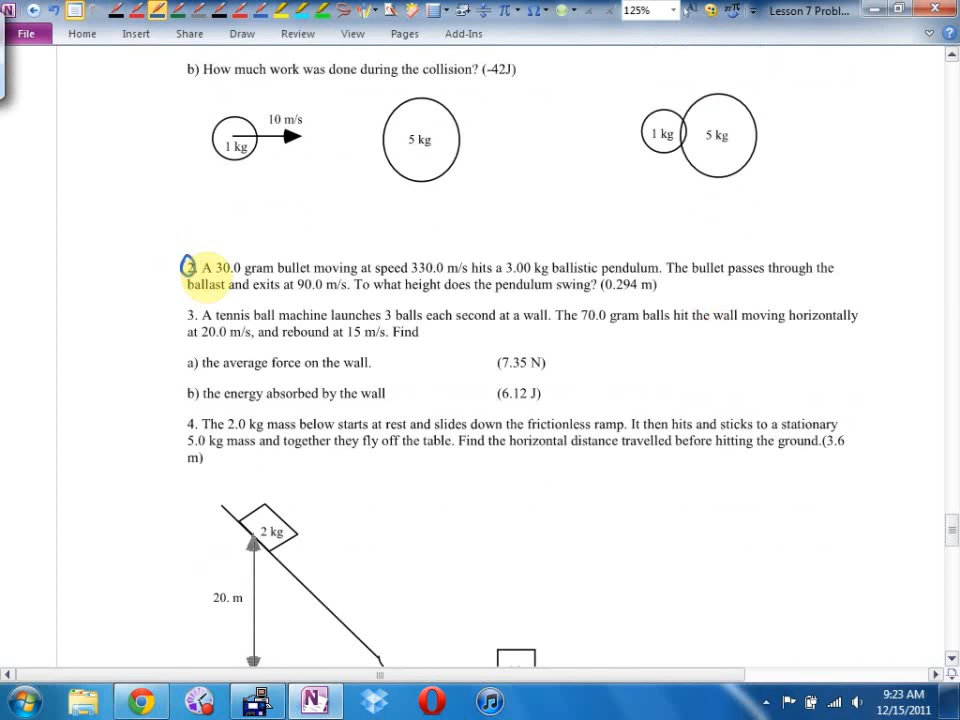 125%
Lesson 7 Probl...
File Home Insert Share Draw Review View Pages Add-Ins
b) How much work was done during the collision? (-42J)
10 m/s
1 kg
5 kg
1 kg
5 kg
2. A 30.0 gram bullet moving at speed 330.0 m/s hits a 3.00 kg ballistic pendulum. The bullet passes through the
ballast and exits at 90.0 m/s. To what height does the pendulum swing? (0.294 m)
3. A tennis ball machine launches 3 balls each second at a wall. The 70.0 gram balls hit the wall moving horizontally
at 20.0 m/s, and rebound at 15 m/s. Find
a) the average force on the wall. (7.35 N)
b) the energy absorbed by the wall (6.12 J)
4. The 2.0 kg mass below starts at rest and slides down the frictionless ramp. It then hits and sticks to a stationary
5.0 kg mass and together they fly off the table. Find the horizontal distance travelled before hitting the ground.(3.6
m)
2 kg
20. m
9:23 AM
12/15/2011